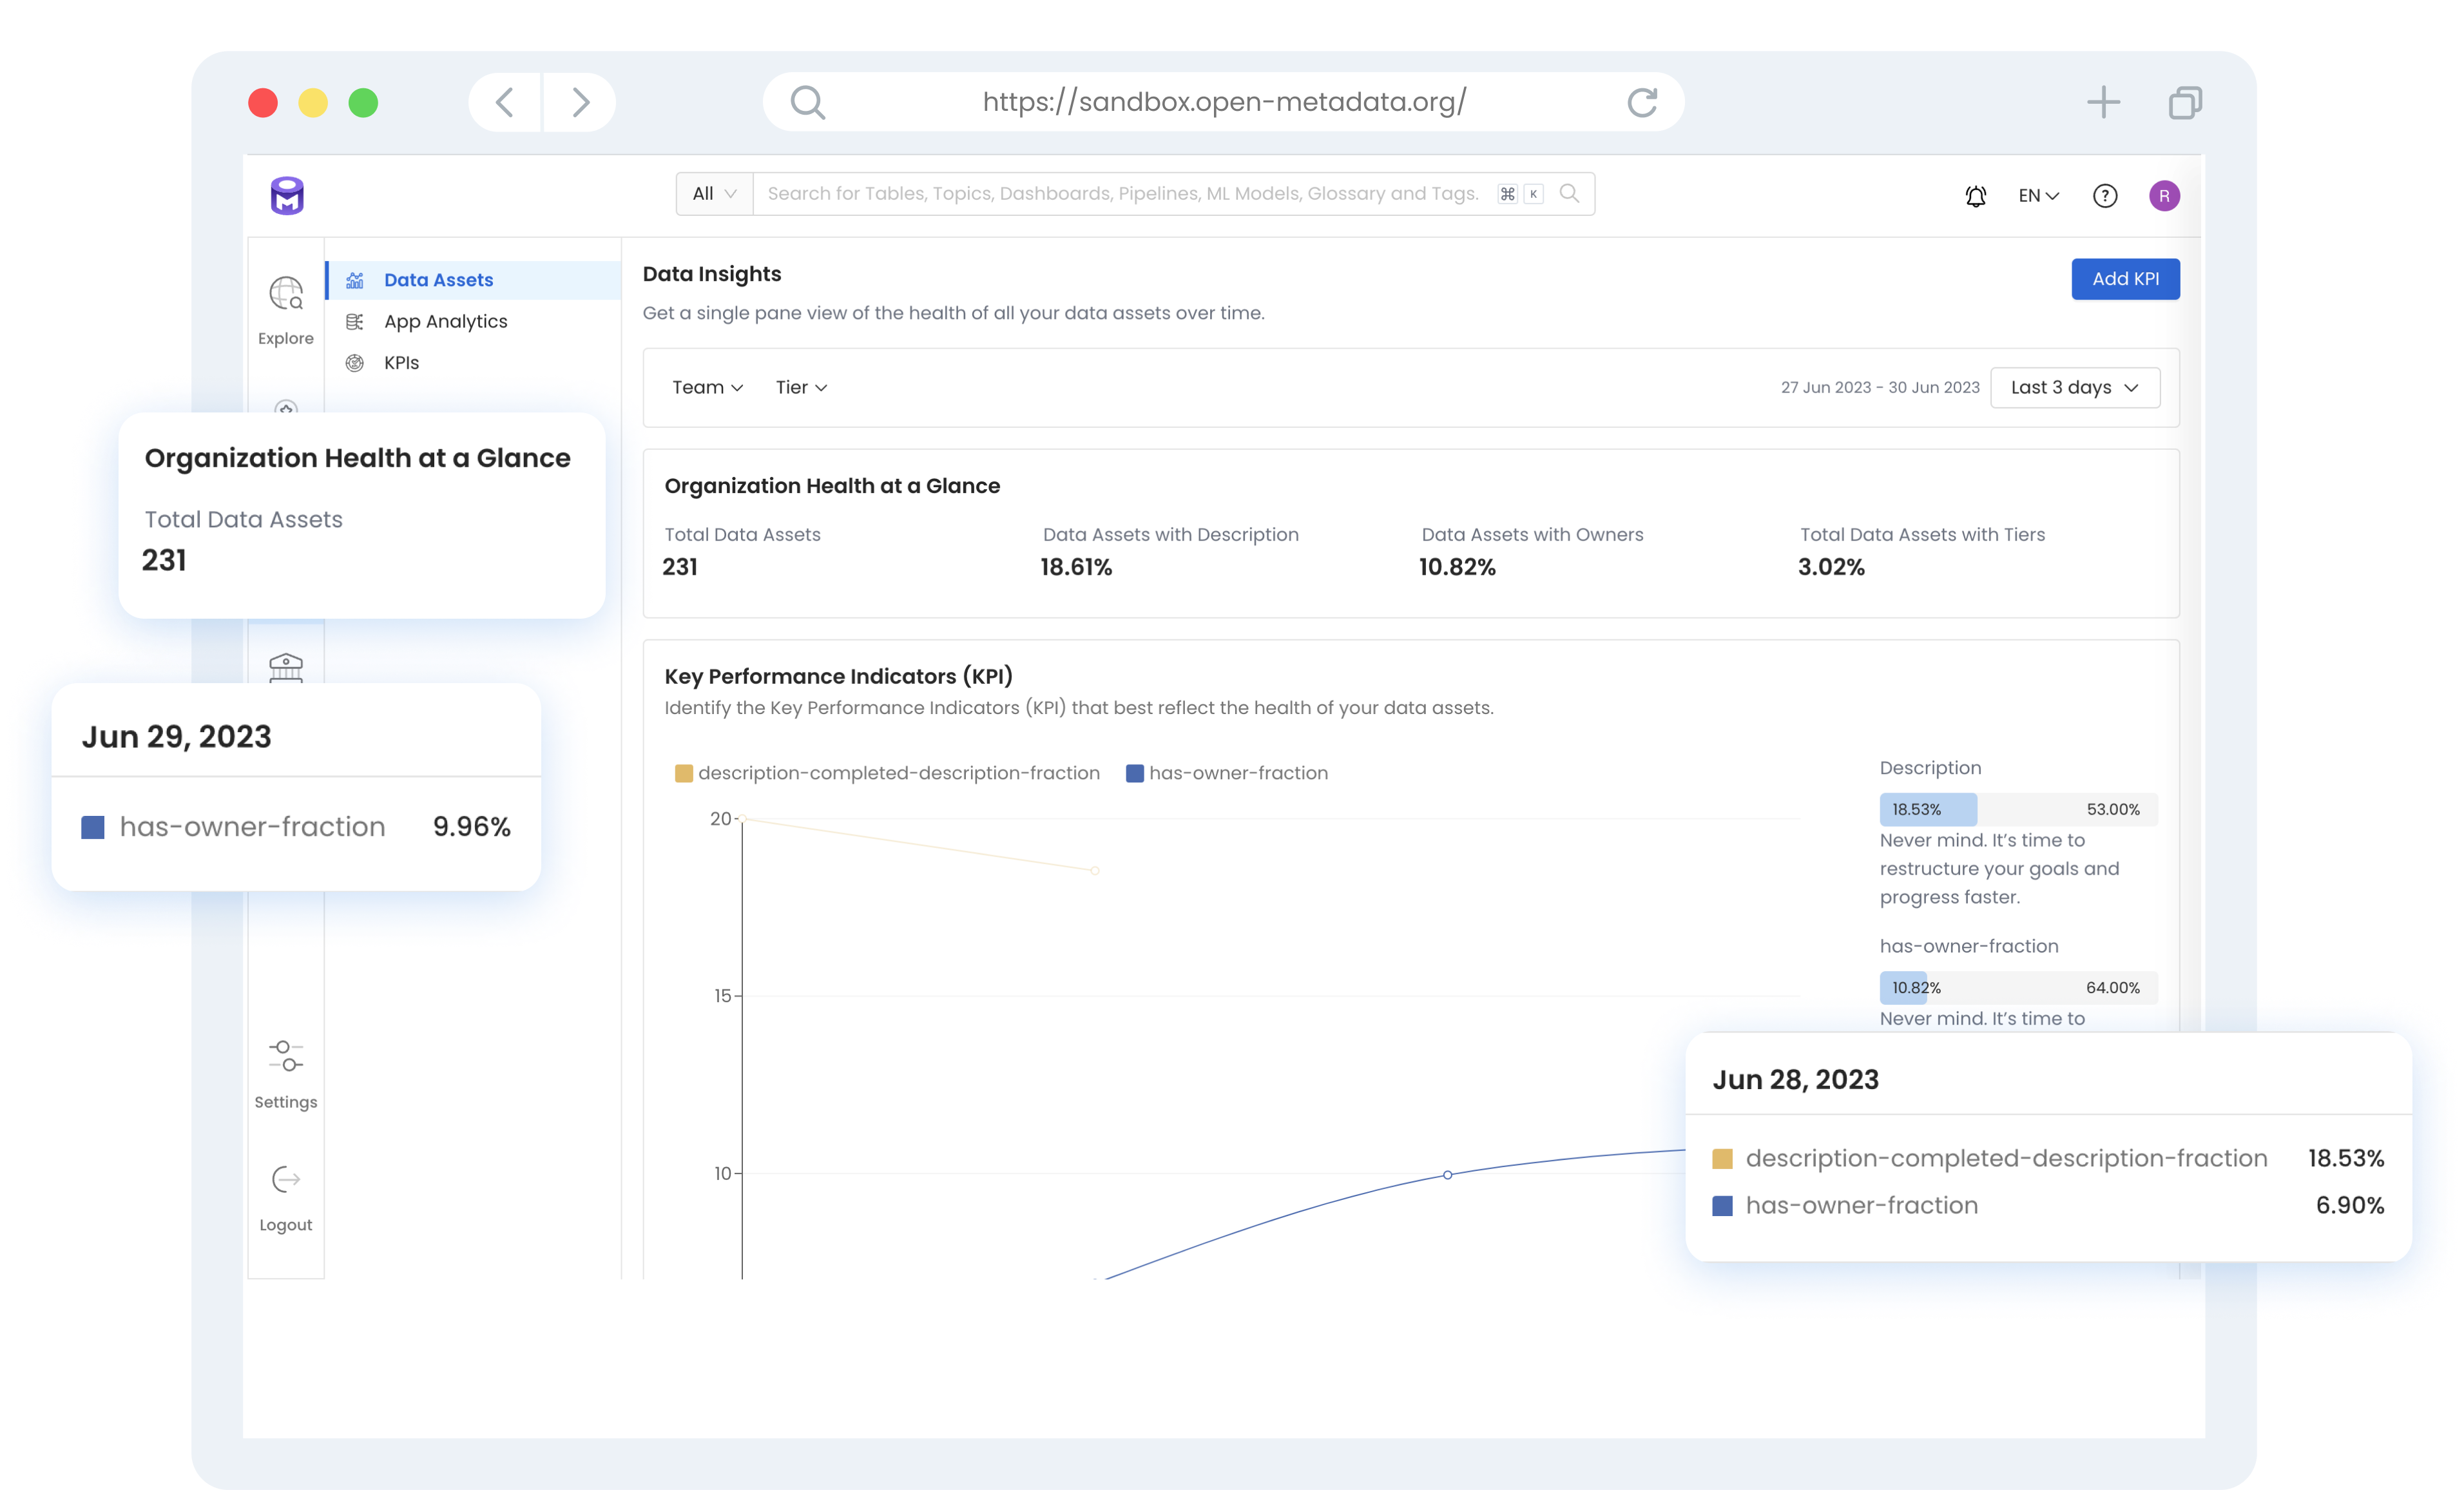 https://sandbox.open-metadata.org/
All
Search for Tables, Topics, Dashboards, Pipelines, ML Models, Glossary and Tags.
⌘ K
EN
?
R
Explore
Data Assets
App Analytics
KPIs
Data Insights
Get a single pane view of the health of all your data assets over time.
Add KPI
Team
Tier
27 Jun 2023 - 30 Jun 2023
Last 3 days
Organization Health at a Glance
Total Data Assets
231
Organization Health at a Glance
Total Data Assets
231
Data Assets with Description
18.61%
Data Assets with Owners
10.82%
Total Data Assets with Tiers
3.02%
Jun 29, 2023
has-owner-fraction 9.96%
Settings
Logout
Key Performance Indicators (KPI)
Identify the Key Performance Indicators (KPI) that best reflect the health of your data assets.
description-completed-description-fraction
has-owner-fraction
20
15
10
Description
18.53% 53.00%
Never mind. It's time to
restructure your goals and
progress faster.
has-owner-fraction
10.82% 64.00%
Never mind. It's time to
Jun 28, 2023
description-completed-description-fraction 18.53%
has-owner-fraction 6.90%